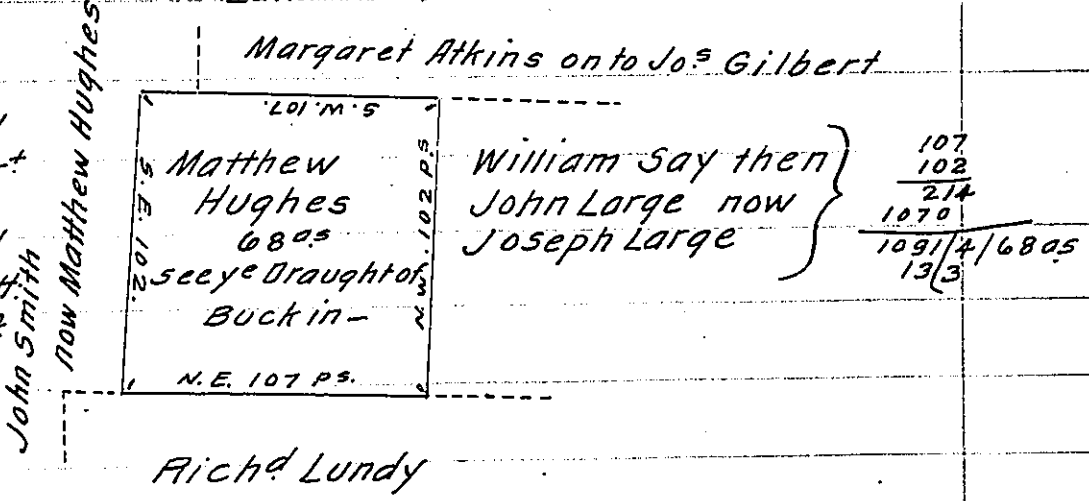 Margaret Atkins on to Jos Gilbert
John Smith
now Matthew Hughes
S.W. 107.
S.E. 102.
Matthew
Hughes
68 as
see ye Draught of
Buckin-
N.W. 102 P.S
N.E. 107 PS.
William Say then
John Large now
Joseph Large
107
102
214
1070
1091/4/68 as
13/3
Richd Lundy